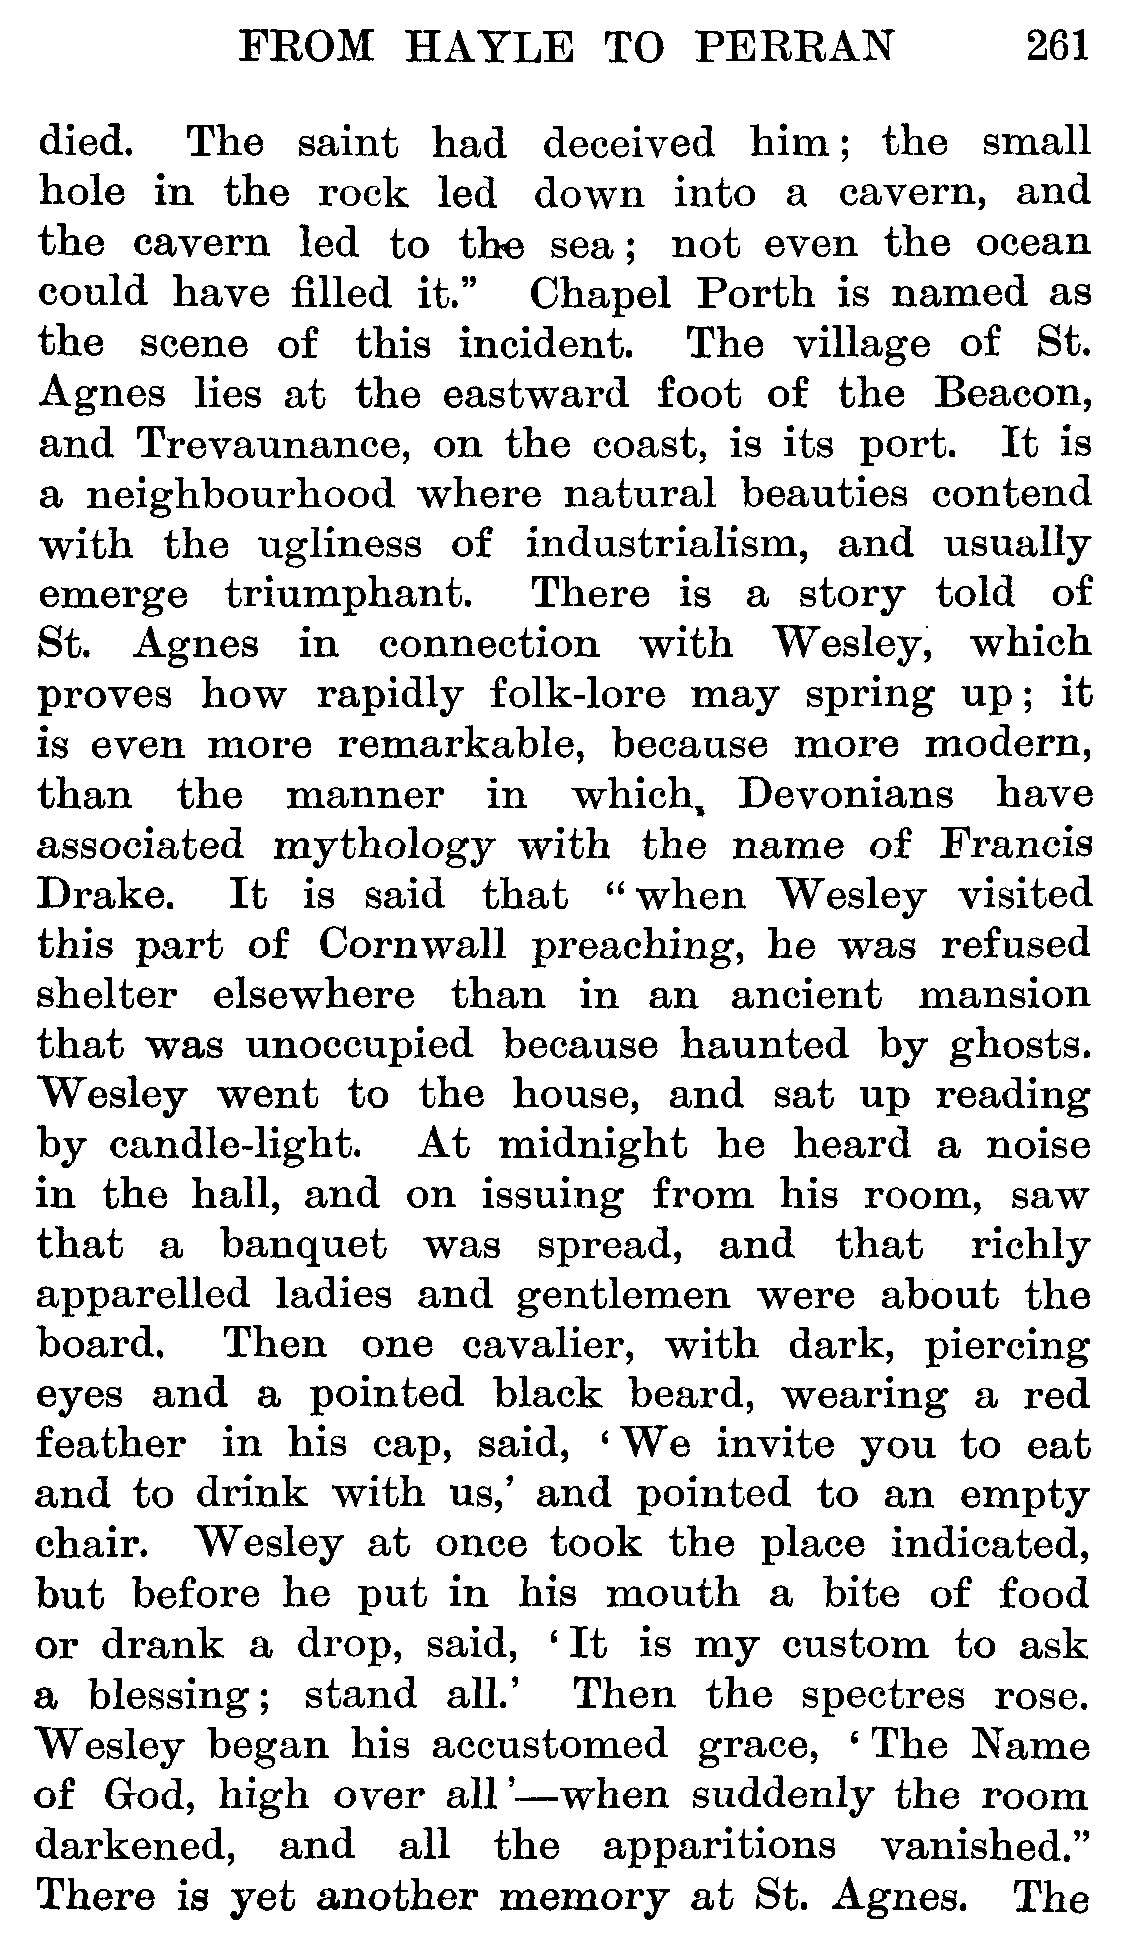 FROM HAYLE TO PERRAN 261
died. The saint had deceived him; the small
hole in the rock led down into a cavern, and
the cavern led to the sea; not even the ocean
could have filled it.” Chapel Porth is named as
the scene of this incident. The village of St.
Agnes lies at the eastward foot of the Beacon,
and Trevaunance, on the coast, is its port. It is
a neighbourhood where natural beauties contend
with the ugliness of industrialism, and usually
emerge triumphant. There is a story told of
St. Agnes in connection with Wesley, which
proves how rapidly folk-lore may spring up; it
is even more remarkable, because more modern,
than the manner in which, Devonians have
associated mythology with the name of Francis
Drake. It is said that “when Wesley visited
this part of Cornwall preaching, he was refused
shelter elsewhere than in an ancient mansion
that was unoccupied because haunted by ghosts.
Wesley went to the house, and sat up reading
by candle-light. At midnight he heard a noise
in the hall, and on issuing from his room, saw
that a banquet was spread, and that richly
apparelled ladies and gentlemen were about the
board. Then one cavalier, with dark, piercing
eyes and a pointed black beard, wearing a red
feather in his cap, said, ‘We invite you to eat
and to drink with us,’ and pointed to an empty
chair. Wesley at once took the place indicated,
but before he put in his mouth a bite of food
or drank a drop, said, ‘It is my custom to ask
a blessing; stand all.’ Then the spectres rose.
Wesley began his accustomed grace, ‘The Name
of God, high over all’—when suddenly the room
darkened, and all the apparitions vanished.”
There is yet another memory at St. Agnes. The